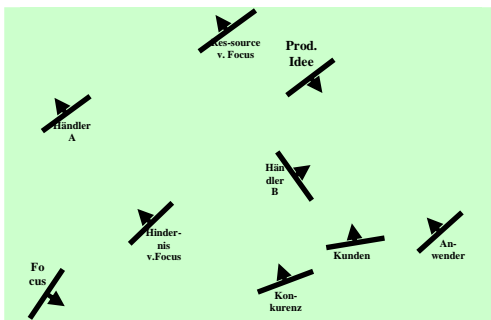 Res-source
v. Focus
Prod.
Idee
Händler
A
Hän
dler
B
Hinder-
nis
v.Focus
Kunden
An-
wender
Fo
cus
Kon-
kurenz